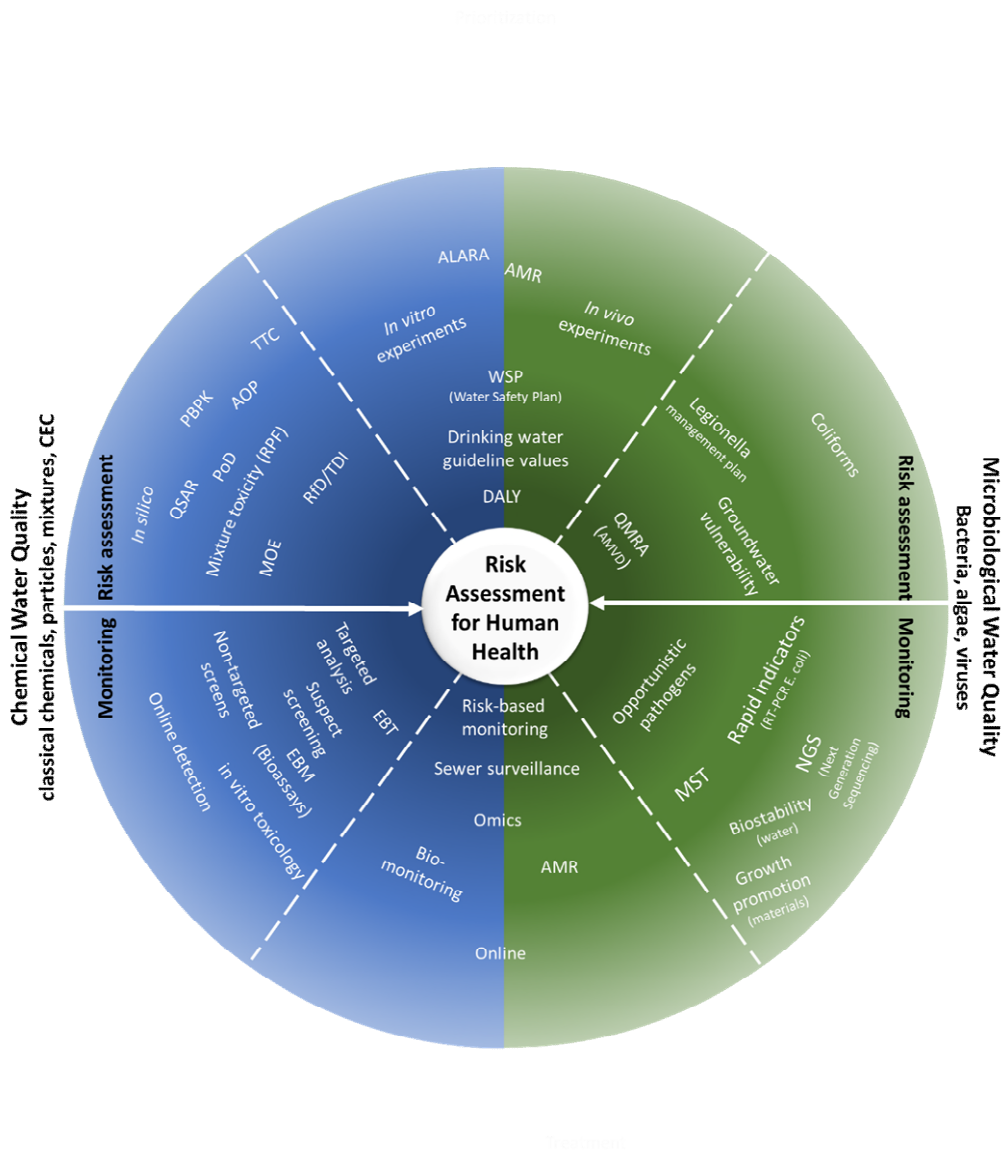 Chemical Water Quality
classical chemicals, particles, mixtures, CEC
Risk assessment
Monitoring
ALARA
In vitro
experiments
TTC
AOP
PBPK
PoD
QSAR
In silico
Mixture toxicity (RPF)
RfD/TDI
MOE
AMR
In vivo
experiments
WSP
(Water Safety Plan)
Drinking water
guideline values
DALY
Legionella
management plan
Coliforms
Groundwater
vulnerability
QMRA
(AMVD)
Risk assessment
Monitoring
Microbiological Water Quality
Bacteria, algae, viruses
Risk
Assessment
for Human
Health
Targeted
analysis
Non-targeted
screens
Suspect
screening
EBT
EBM
(Bioassays)
Online detection
in vitro toxicology
Risk-based
monitoring
Sewer surveillance
Omics
Bio-
monitoring
AMR
Online
Opportunistic
pathogens
Rapid indicators
(RT-PCR E. coli)
NGS
(Next
Generation
Sequencing)
MST
Biostability
(water)
Growth
promotion
(materials)